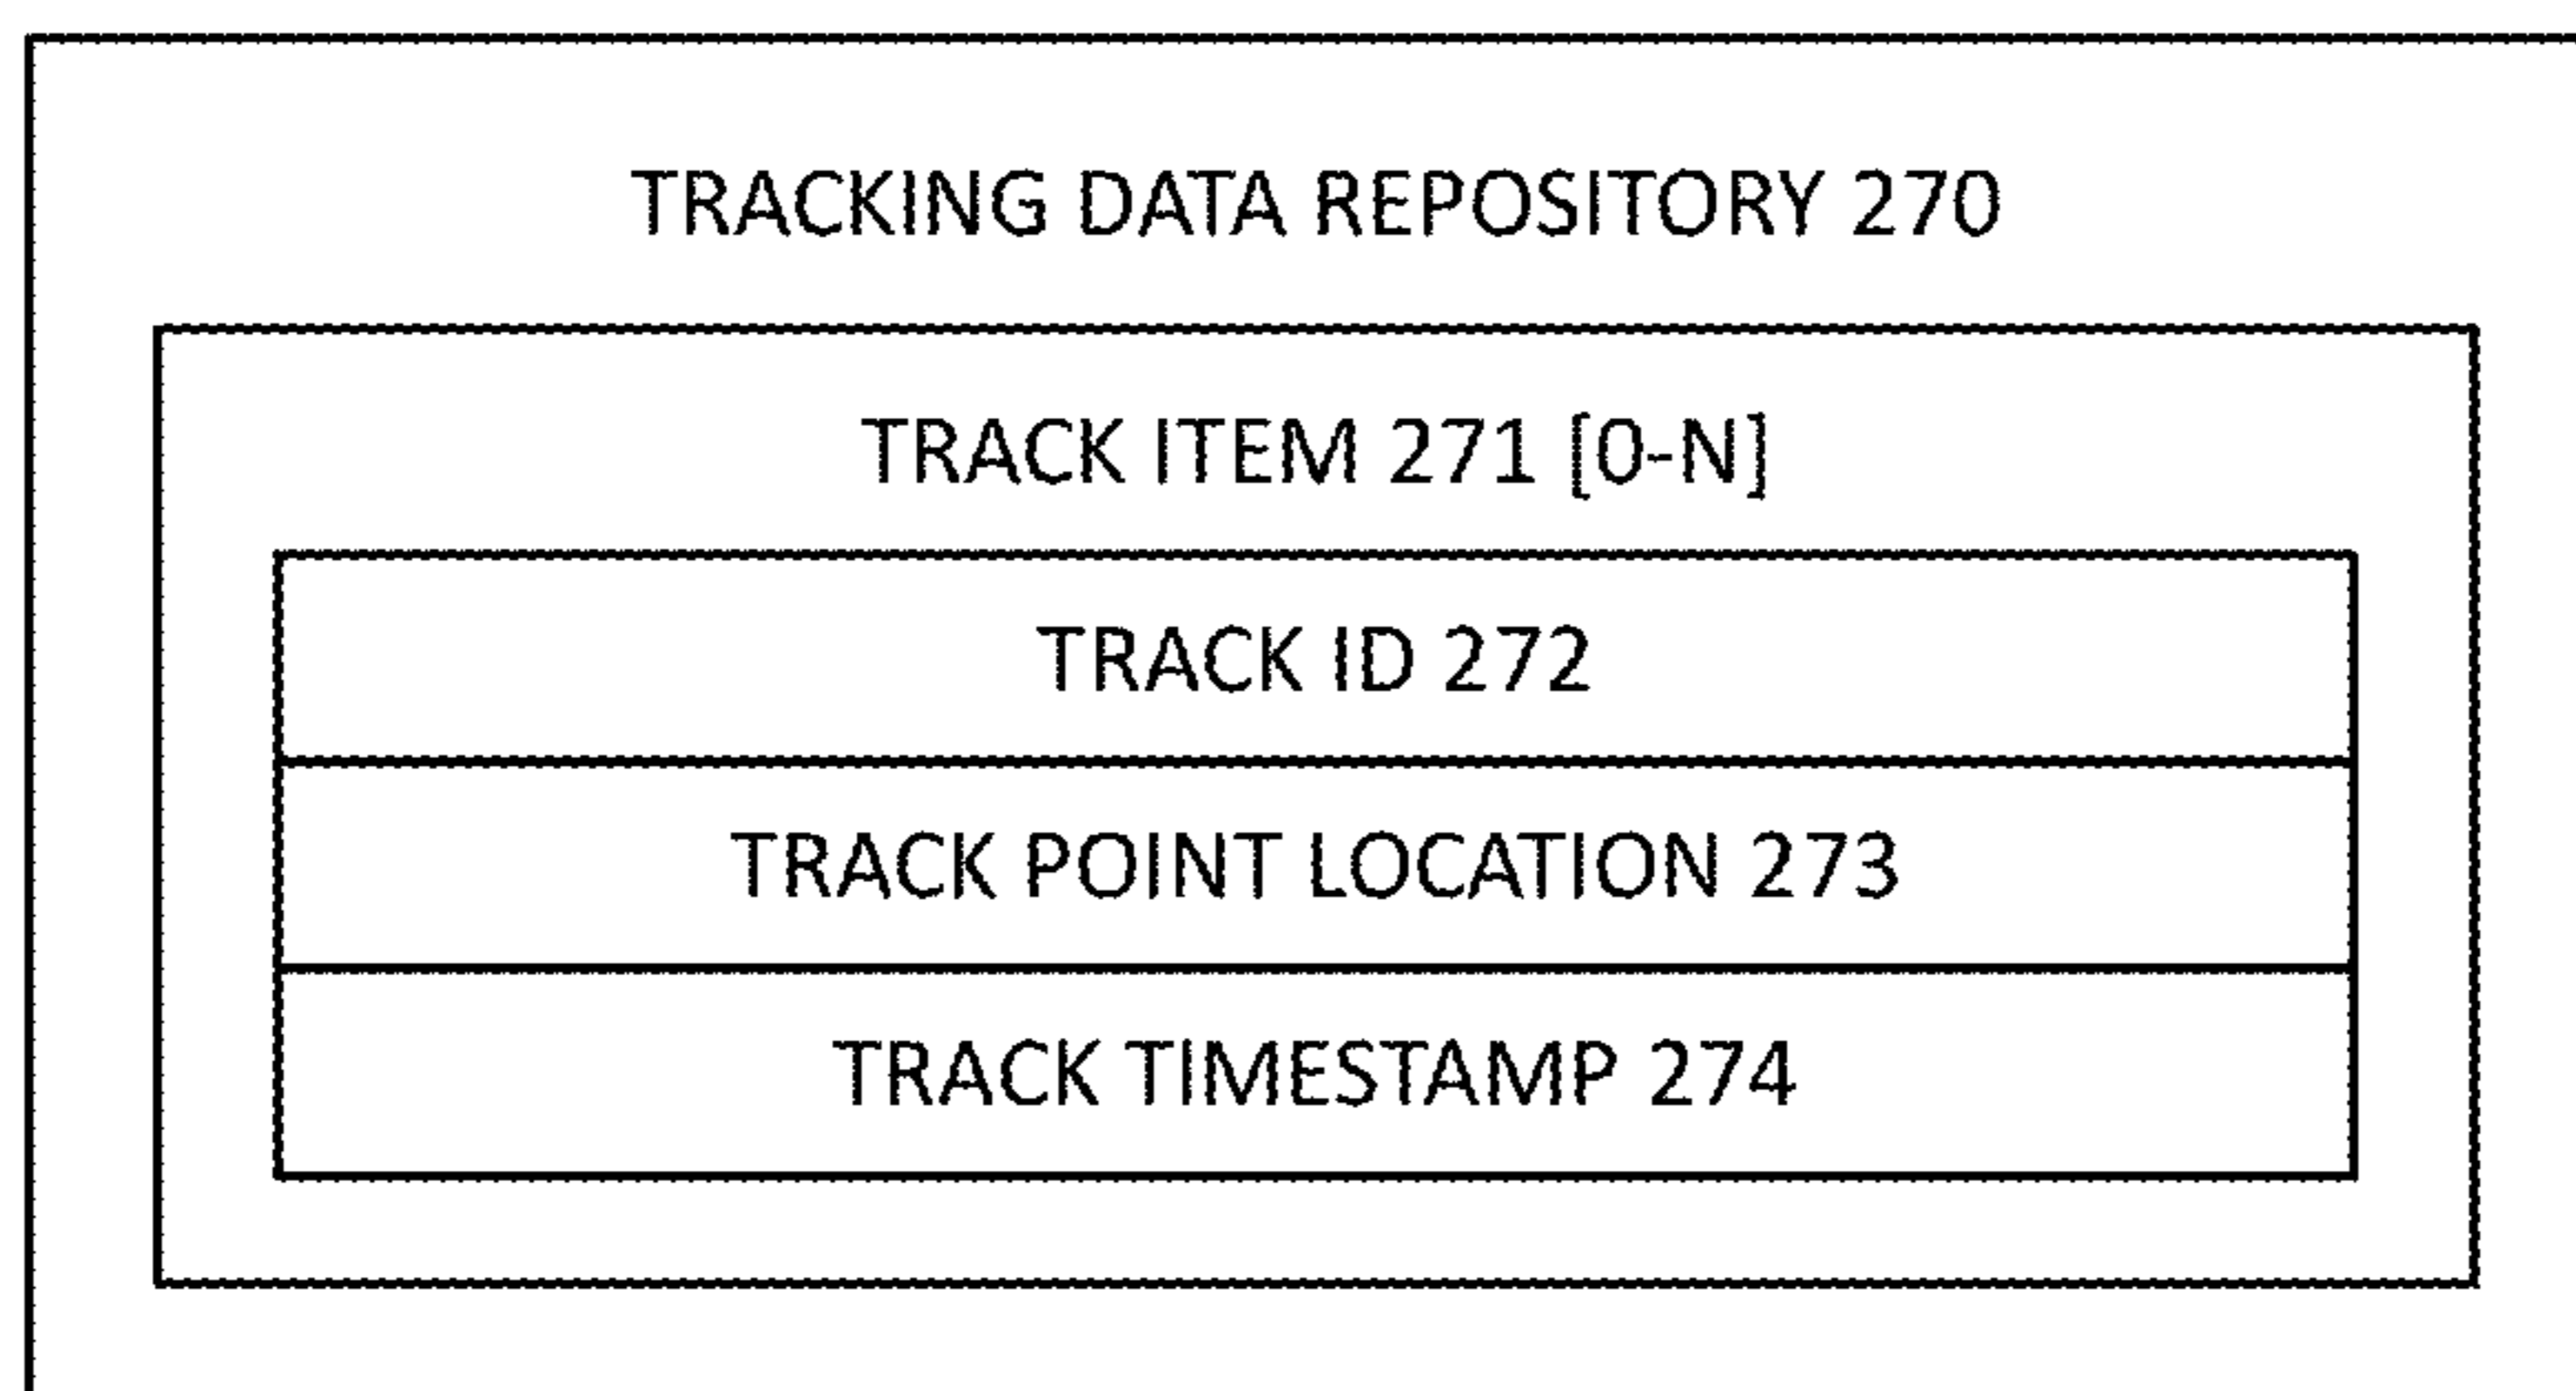 TRACKING DATA REPOSITORY 270
TRACK ITEM 271 [0-N]
TRACK ID 272
TRACK POINT LOCATION 273
TRACK TIMESTAMP 274